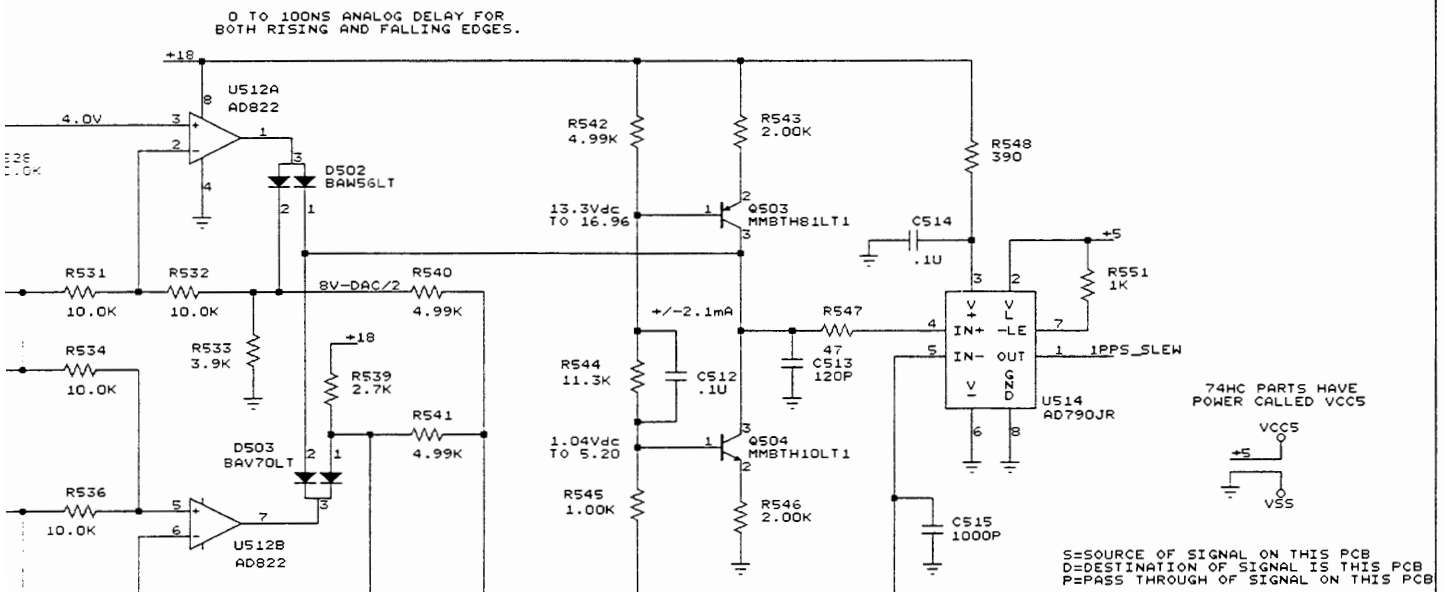 0 TO 100NS ANALOG DELAY FOR
BOTH RISING AND FALLING EDGES.
+18
U512A
AD822
8
4.0V
3
+
1
2
-
4
3
D502
BAW56LT
2
1
R542
4.99K
R543
2.00K
R548
390
13.3Vdc
TO 16.96
1
2
Q503
MMBTH81LT1
3
C514
.1U
+5
3
2
R551
1K
R531
10.0K
R532
10.0K
8V-DAC/2
R540
4.99K
R533
3.9K
+/-2.1mA
R547
47
C513
120P
V
+
V
L
4
IN+
-LE
7
5
IN-
OUT
1
1PPS_SLEW
V
-
G
N
D
6
8
U514
AD790JR
R534
10.0K
+18
R539
2.7K
R544
11.3K
C512
.1U
R541
4.99K
D503
BAV70LT
2
1
3
1.04Vdc
TO 5.20
1
3
Q504
MMBTH10LT1
2
74HC PARTS HAVE
POWER CALLED VCC5
VCC5
+5
VSS
R536
10.0K
5
+
7
6
-
U512B
AD822
R545
1.00K
R546
2.00K
C515
1000P
S=SOURCE OF SIGNAL ON THIS PCB
D=DESTINATION OF SIGNAL IS THIS PCB
P=PASS THROUGH OF SIGNAL ON THIS PCB